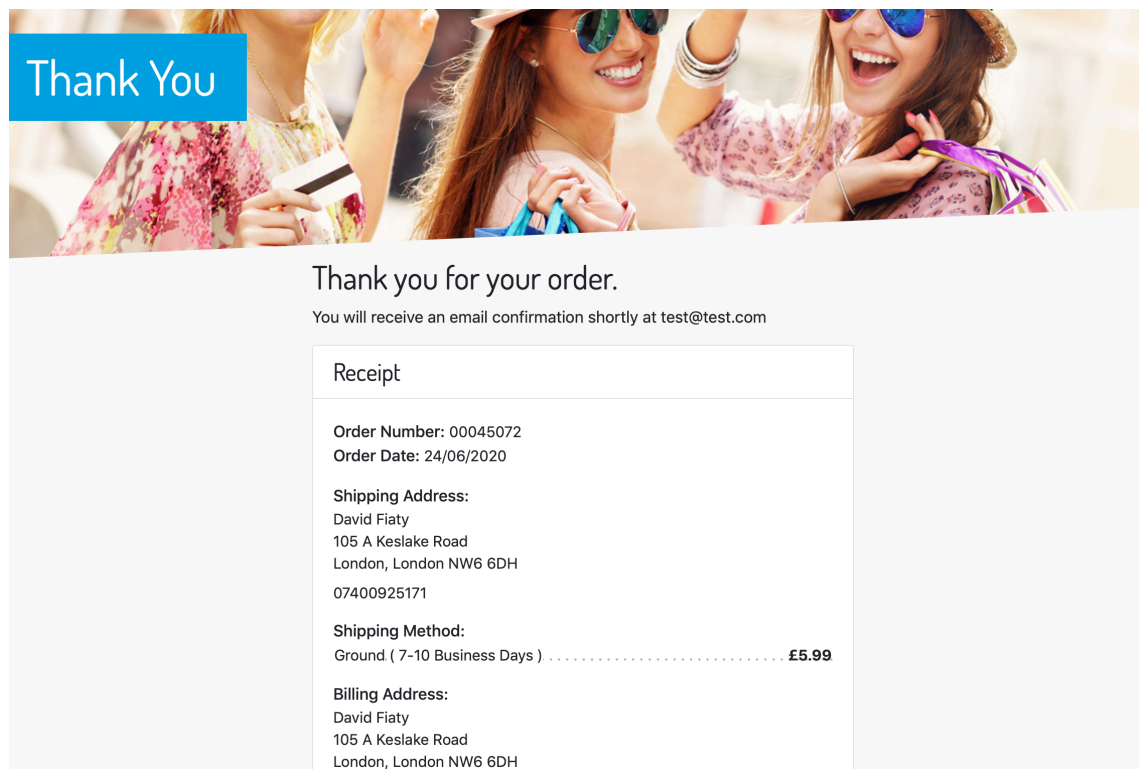 Thank You
Thank you for your order.
You will receive an email confirmation shortly at test@test.com
Receipt
Order Number: 00045072
Order Date: 24/06/2020
Shipping Address:
David Fiaty
105 A Keslake Road
London, London NW6 6DH
07400925171
Shipping Method:
Ground ( 7-10 Business Days ) £5.99
Billing Address:
David Fiaty
105 A Keslake Road
London, London NW6 6DH